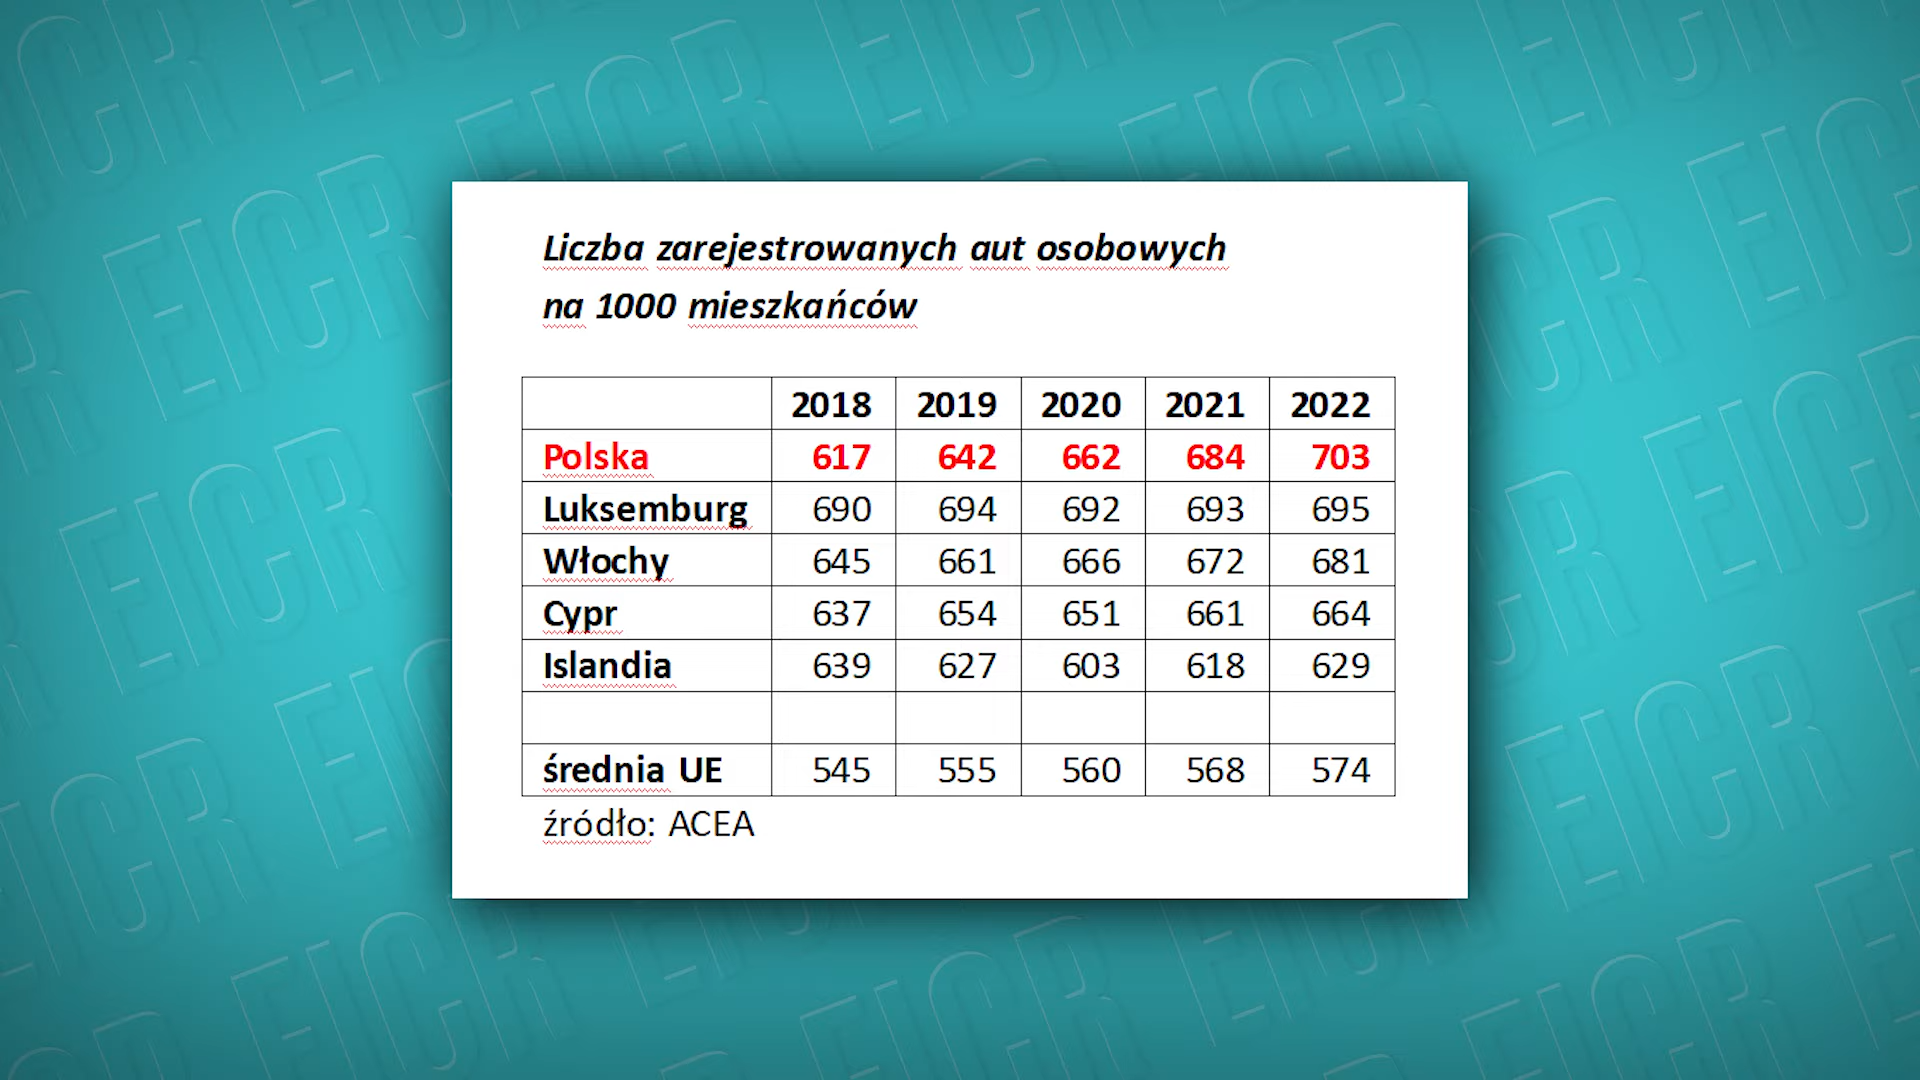 Liczba zarejestrowanych aut osobowych
na 1000 mieszkańców
2018 2019 2020 2021 2022
Polska 617 642 662 684 703
Luksemburg 690 694 692 693 695
Włochy 645 661 666 672 681
Cypr 637 654 651 661 664
Islandia 639 627 603 618 629
średnia UE 545 555 560 568 574
źródło: ACEA